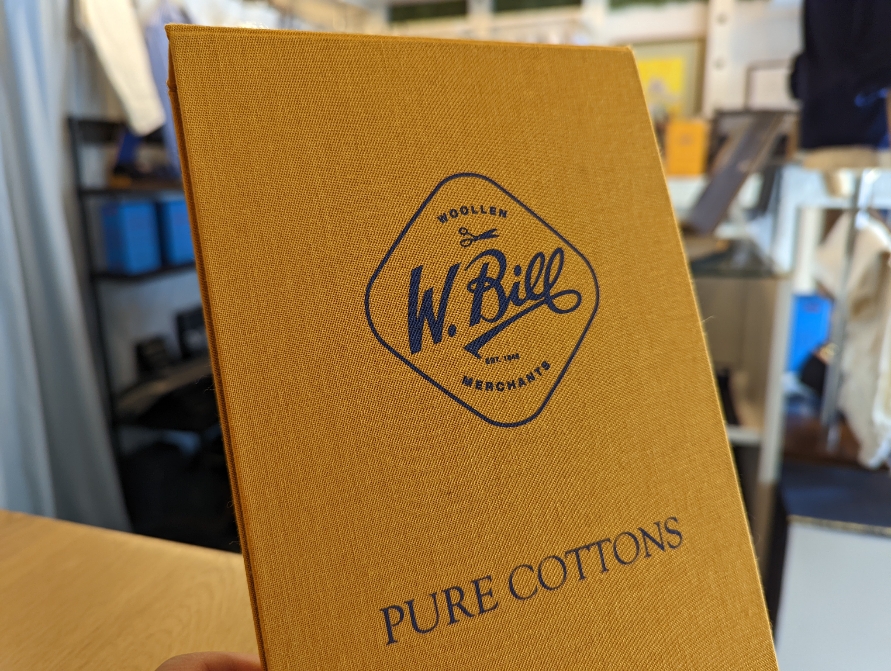 WOOLLEN
W. Bill
EST. 1846
MERCHANTS
PURE COTTONS